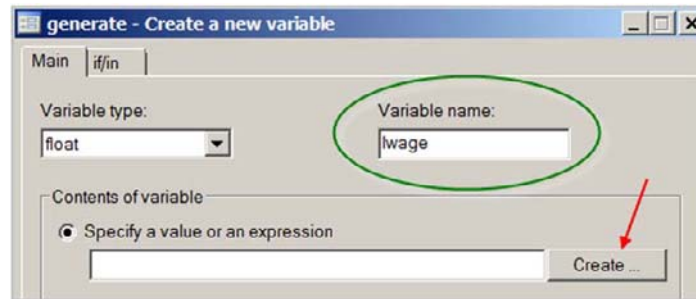 generate - Create a new variable
Main if/in
Variable type: Variable name:
float lwage
Contents of variable
Specify a value or an expression
Create ...